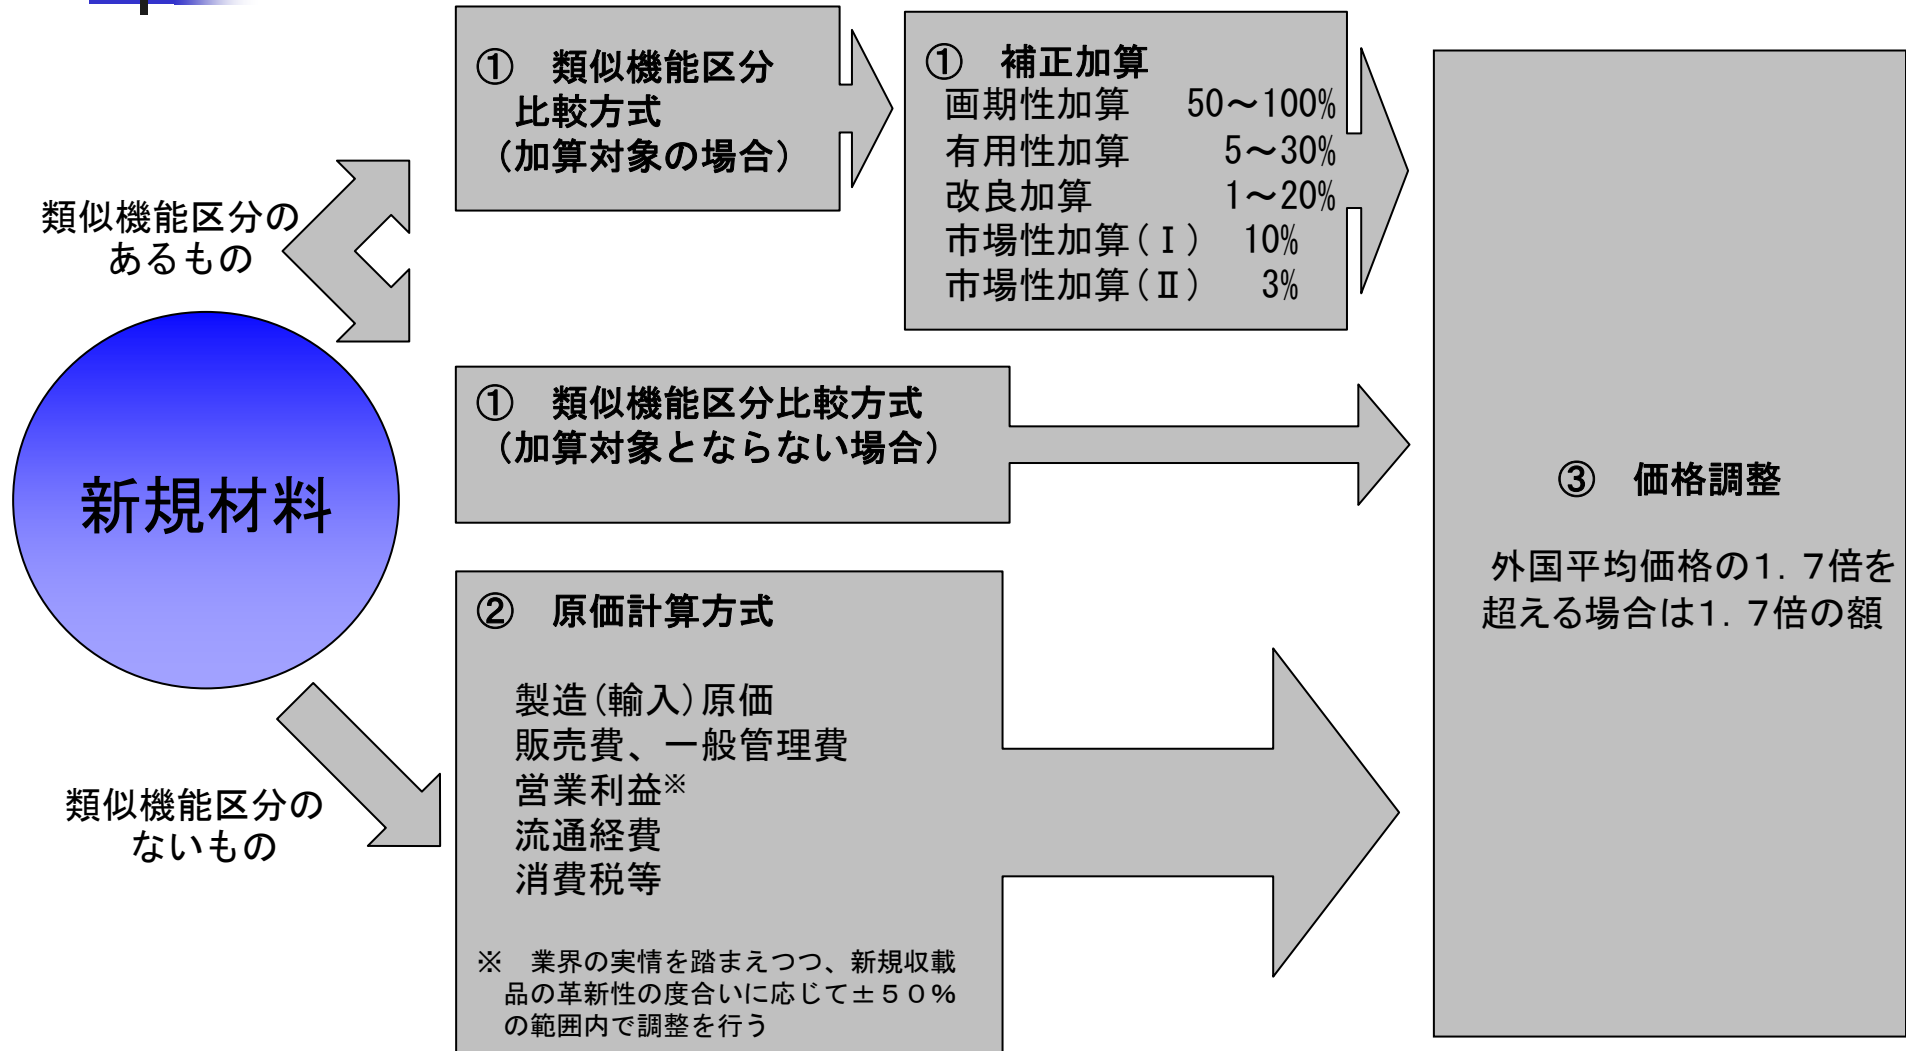 ① 類似機能区分
比較方式
(加算対象の場合)
① 補正加算
画期性加算 50～100%
有用性加算 5～30%
改良加算 1～20%
市場性加算(Ⅰ) 10%
市場性加算(Ⅱ) 3%
類似機能区分の
あるもの
① 類似機能区分比較方式
(加算対象とならない場合)
新規材料
③ 価格調整
外国平均価格の1．7倍を
超える場合は1．7倍の額
② 原価計算方式
製造(輸入)原価
販売費、一般管理費
営業利益※
流通経費
消費税等
類似機能区分の
ないもの
※ 業界の実情を踏まえつつ、新規収載
品の革新性の度合いに応じて±５０%
の範囲内で調整を行う